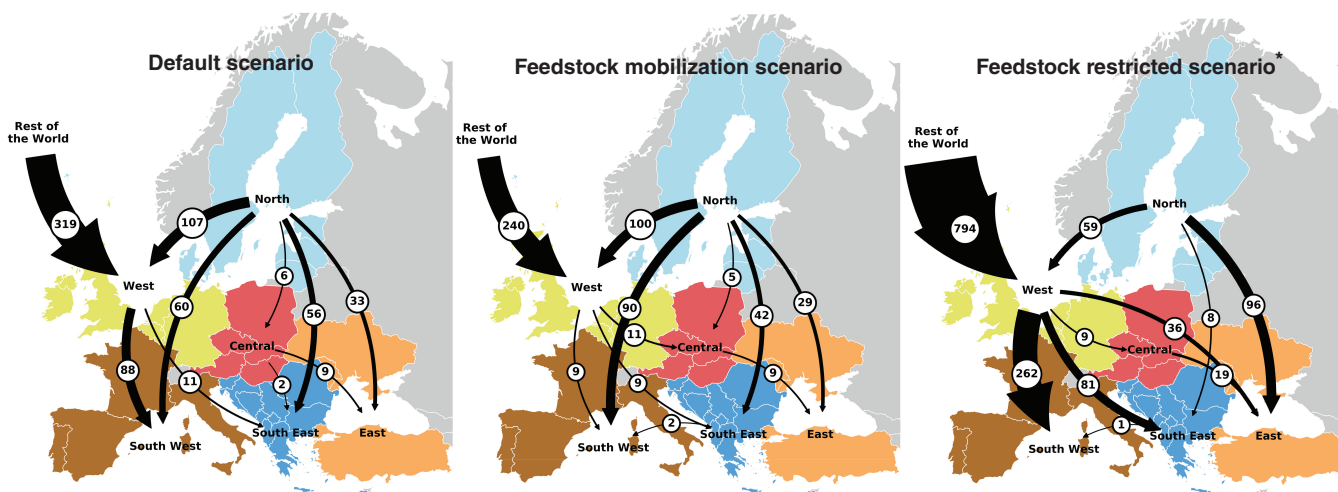 Default scenario
Rest of
the World
319
107
North
6
West
60
56
33
88
Central
11
2
9
South West
South East
East
Feedstock mobilization scenario
Rest of
the World
240
100
North
5
West
90
42
29
11
Central
9
9
9
2
South West
South East
East
Feedstock restricted scenario*
Rest of
the World
794
59
North
West
96
8
36
9
Central
262
81
19
1
South West
South East
East